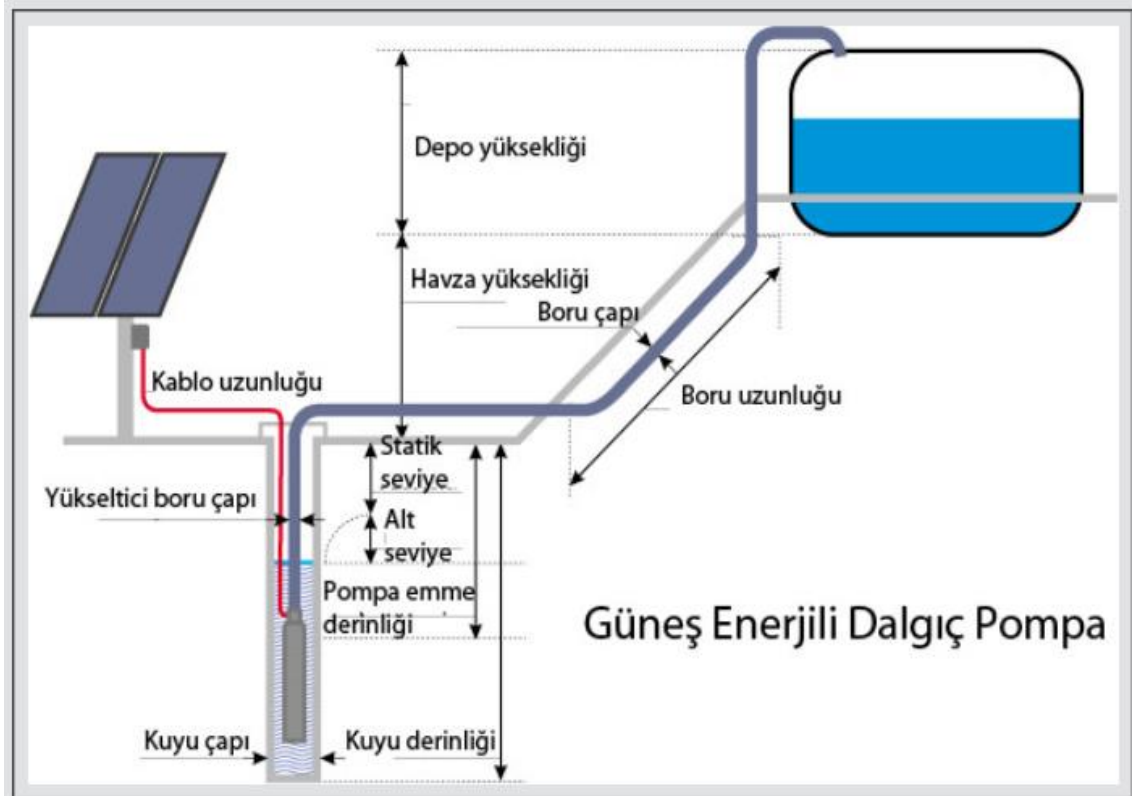 Depo yüksekliği
Havza yüksekliği
Boru çapı
Kablo uzunluğu
Boru uzunluğu
Statik
seviye
Yükseltici boru çapı
Alt
seviye
Pompa emme
derinliği
Güneş Enerjili Dalgıç Pompa
Kuyu çapı
Kuyu derinliği